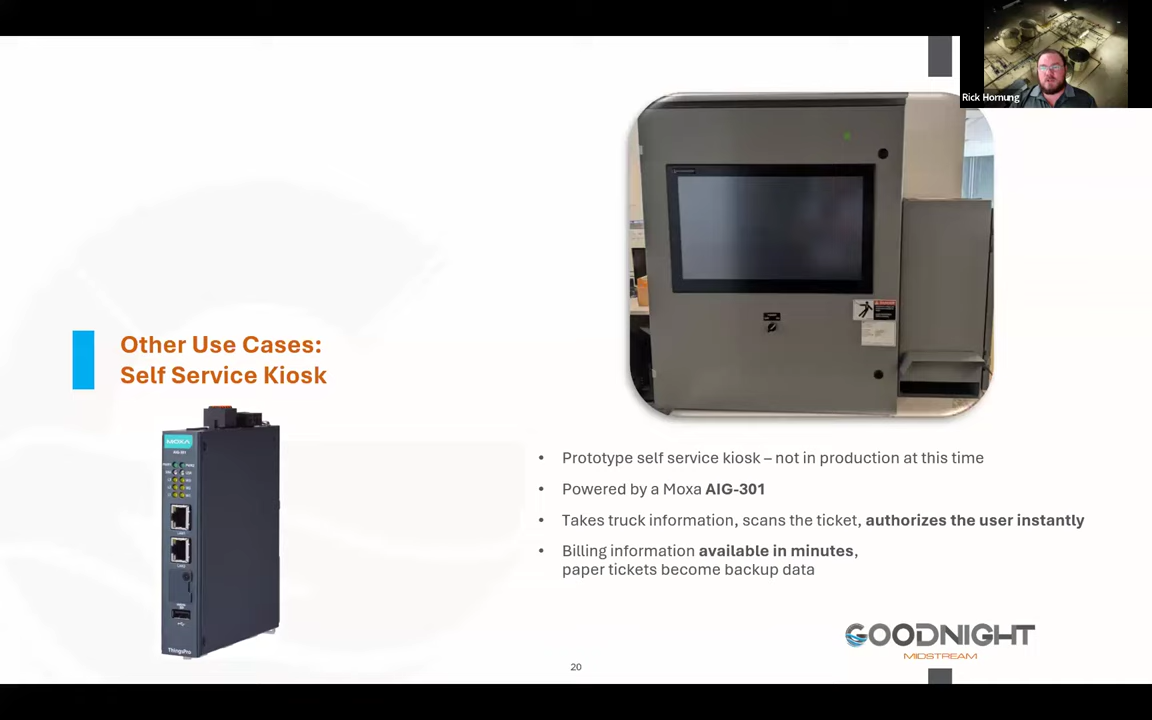 Rick Hornung
Other Use Cases:
Self Service Kiosk
MOXA
ThingsPro
• Prototype self service kiosk – not in production at this time
• Powered by a Moxa AIG-301
• Takes truck information, scans the ticket, authorizes the user instantly
• Billing information available in minutes,
paper tickets become backup data
GOODNIGHT
MIDSTREAM
20